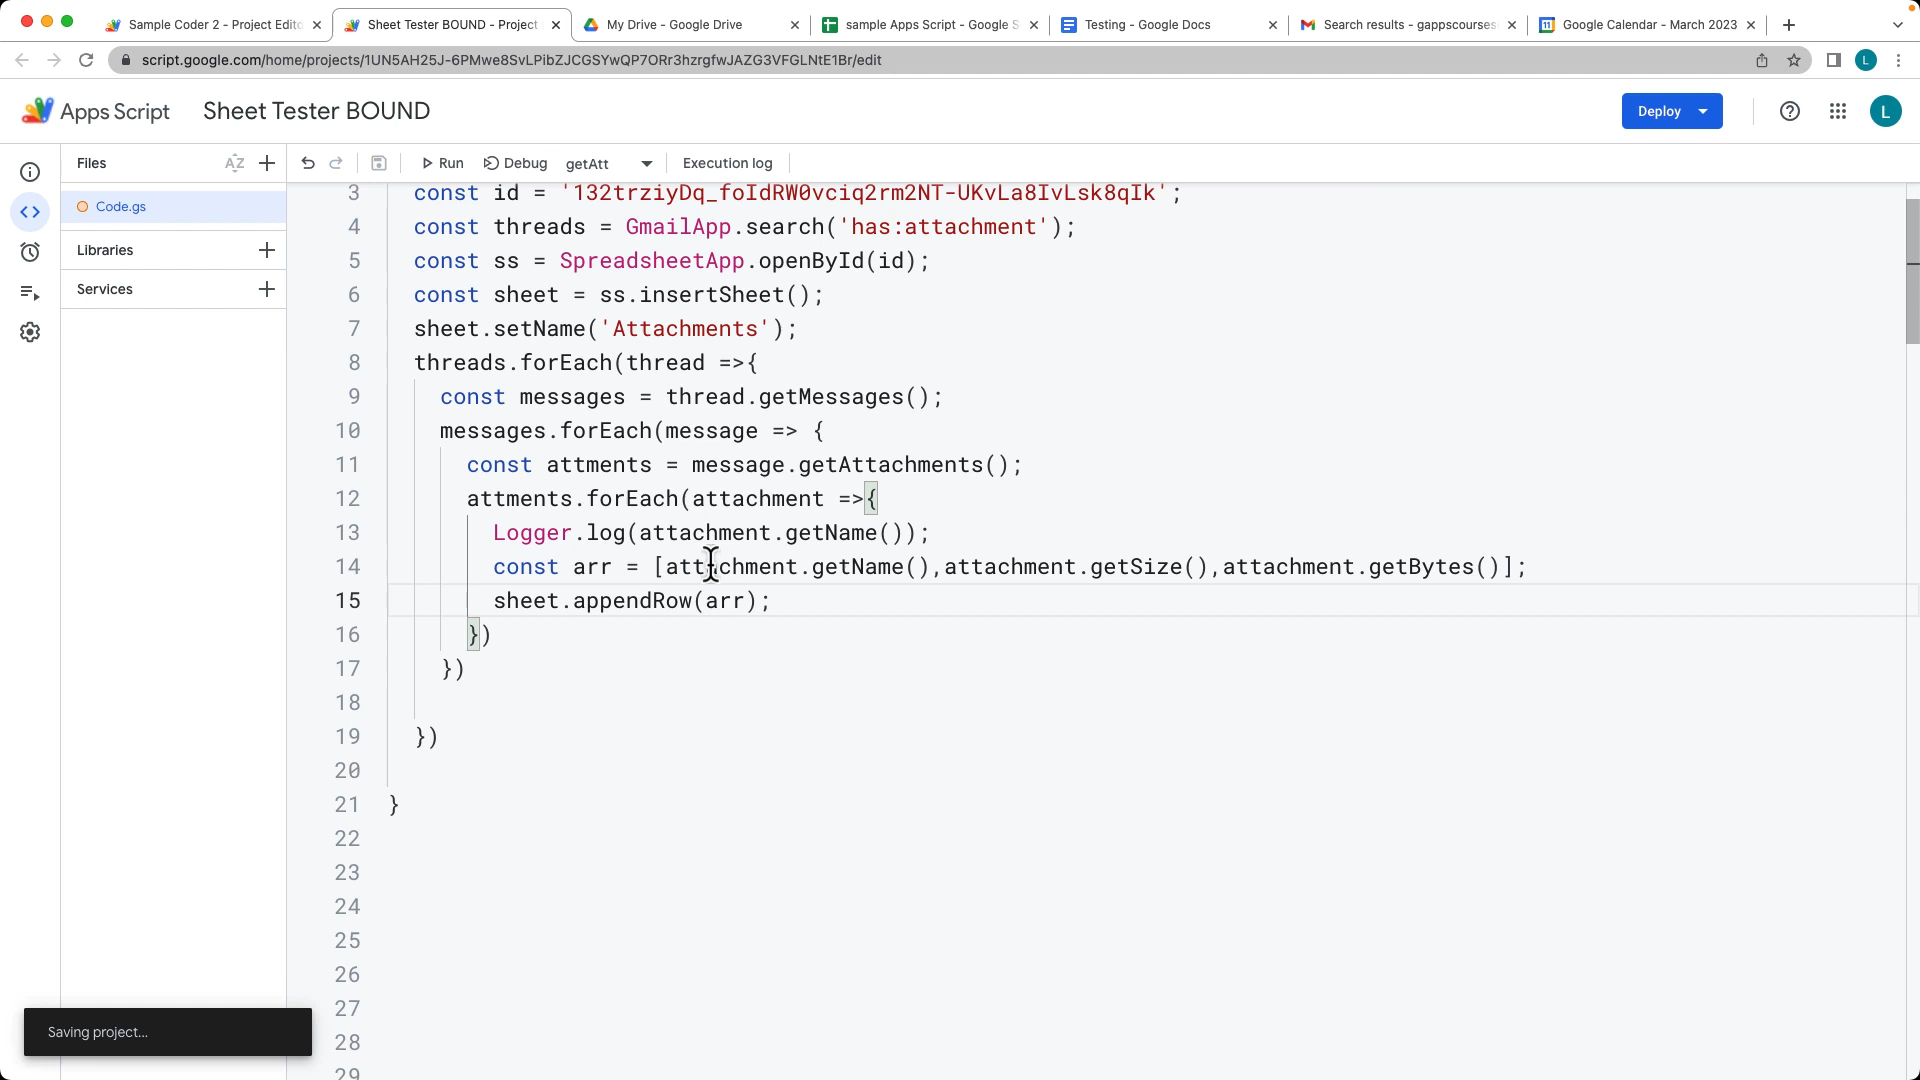 Sample Coder 2 - Project Edito
Sheet Tester BOUND - Project
My Drive - Google Drive
sample Apps Script - Google S
Testing - Google Docs
Search results - gappscourses
Google Calendar - March 2023
script.google.com/home/projects/1UN5AH25J-6PMwe8SvLPibZJCGSYwQP7ORr3hzrgfwJAZG3VFGLNtE1Br/edit
L
Apps Script
Sheet Tester BOUND
Deploy
L
Files
AZ
Run
Debug
getAtt
Execution log
Code.gs
Libraries
Services
3 const id = '132trziyDq_foIdRW0vciq2rm2NT-UKvLa8IvLsk8qIk';
4 const threads = GmailApp.search('has:attachment');
5 const ss = SpreadsheetApp.openById(id);
6 const sheet = ss.insertSheet();
7 sheet.setName('Attachments');
8 threads.forEach(thread =>{
9 const messages = thread.getMessages();
10 messages.forEach(message => {
11 const attments = message.getAttachments();
12 attments.forEach(attachment =>{
13 Logger.log(attachment.getName());
14 const arr = [attachment.getName(),attachment.getSize(),attachment.getBytes()];
15 sheet.appendRow(arr);
16 })
17 })
18
19 })
20
21 }
22
23
24
25
26
27
28
29
Saving project...